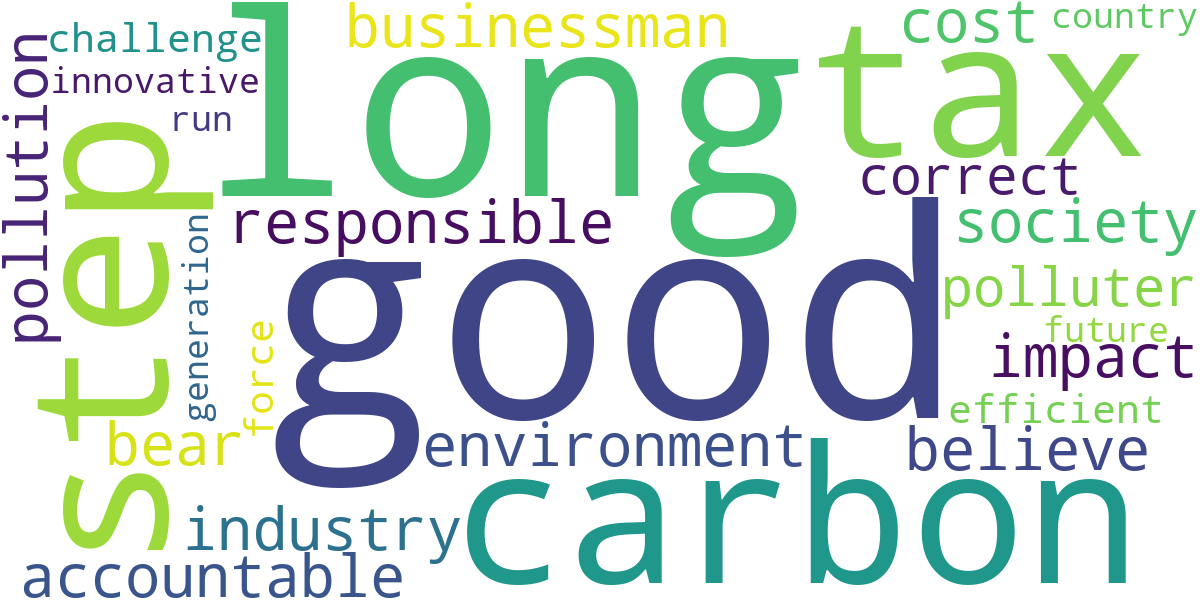 businessman
cost
country
challenge
long
tax
innovative
run
pollution
step
correct
responsible
society
good
polluter
generation
future
force
impact
efficient
bear
environment
believe
carbon
industry
accountable